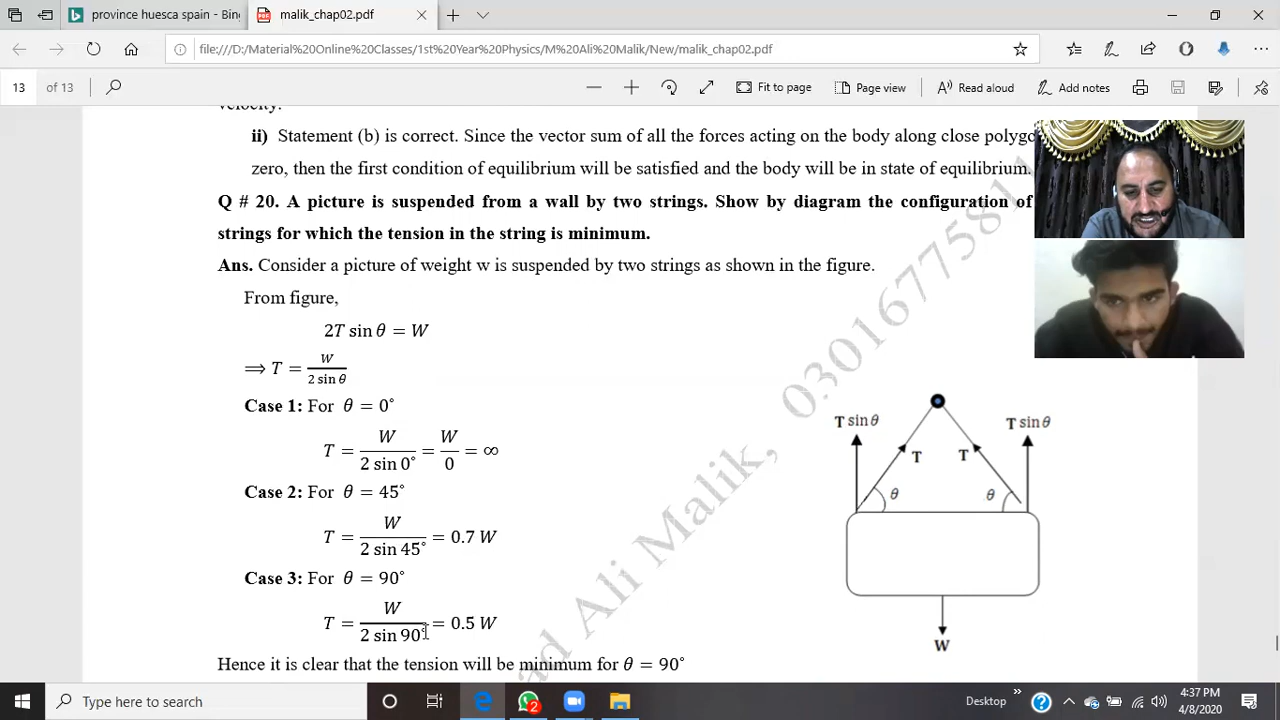 province huesca spain - Bing
malik_chap02.pdf
file:///D:/Material%20Online%20Classes/1st%20Year%20Physics/M%20Ali%20Malik/New/malik_chap02.pdf
13 of 13
Fit to page
Page view
Read aloud
Add notes
velocity.
ii) Statement (b) is correct. Since the vector sum of all the forces acting on the body along close polygo
zero, then the first condition of equilibrium will be satisfied and the body will be in state of equilibrium.
Q # 20. A picture is suspended from a wall by two strings. Show by diagram the configuration of
strings for which the tension in the string is minimum.
Ans. Consider a picture of weight w is suspended by two strings as shown in the figure.
From figure,
2T sin θ = W
⟹ T = W / 2 sin θ
Case 1: For θ = 0°
T = W / 2 sin 0° = W / 0 = ∞
Case 2: For θ = 45°
T = W / 2 sin 45° = 0.7 W
Case 3: For θ = 90°
T = W / 2 sin 90° = 0.5 W
Hence it is clear that the tension will be minimum for θ = 90°
T sin θ T sin θ
T T
θ θ
W
ad Ali Malik, 03016775811
Type here to search
2
Desktop
4:37 PM
4/8/2020